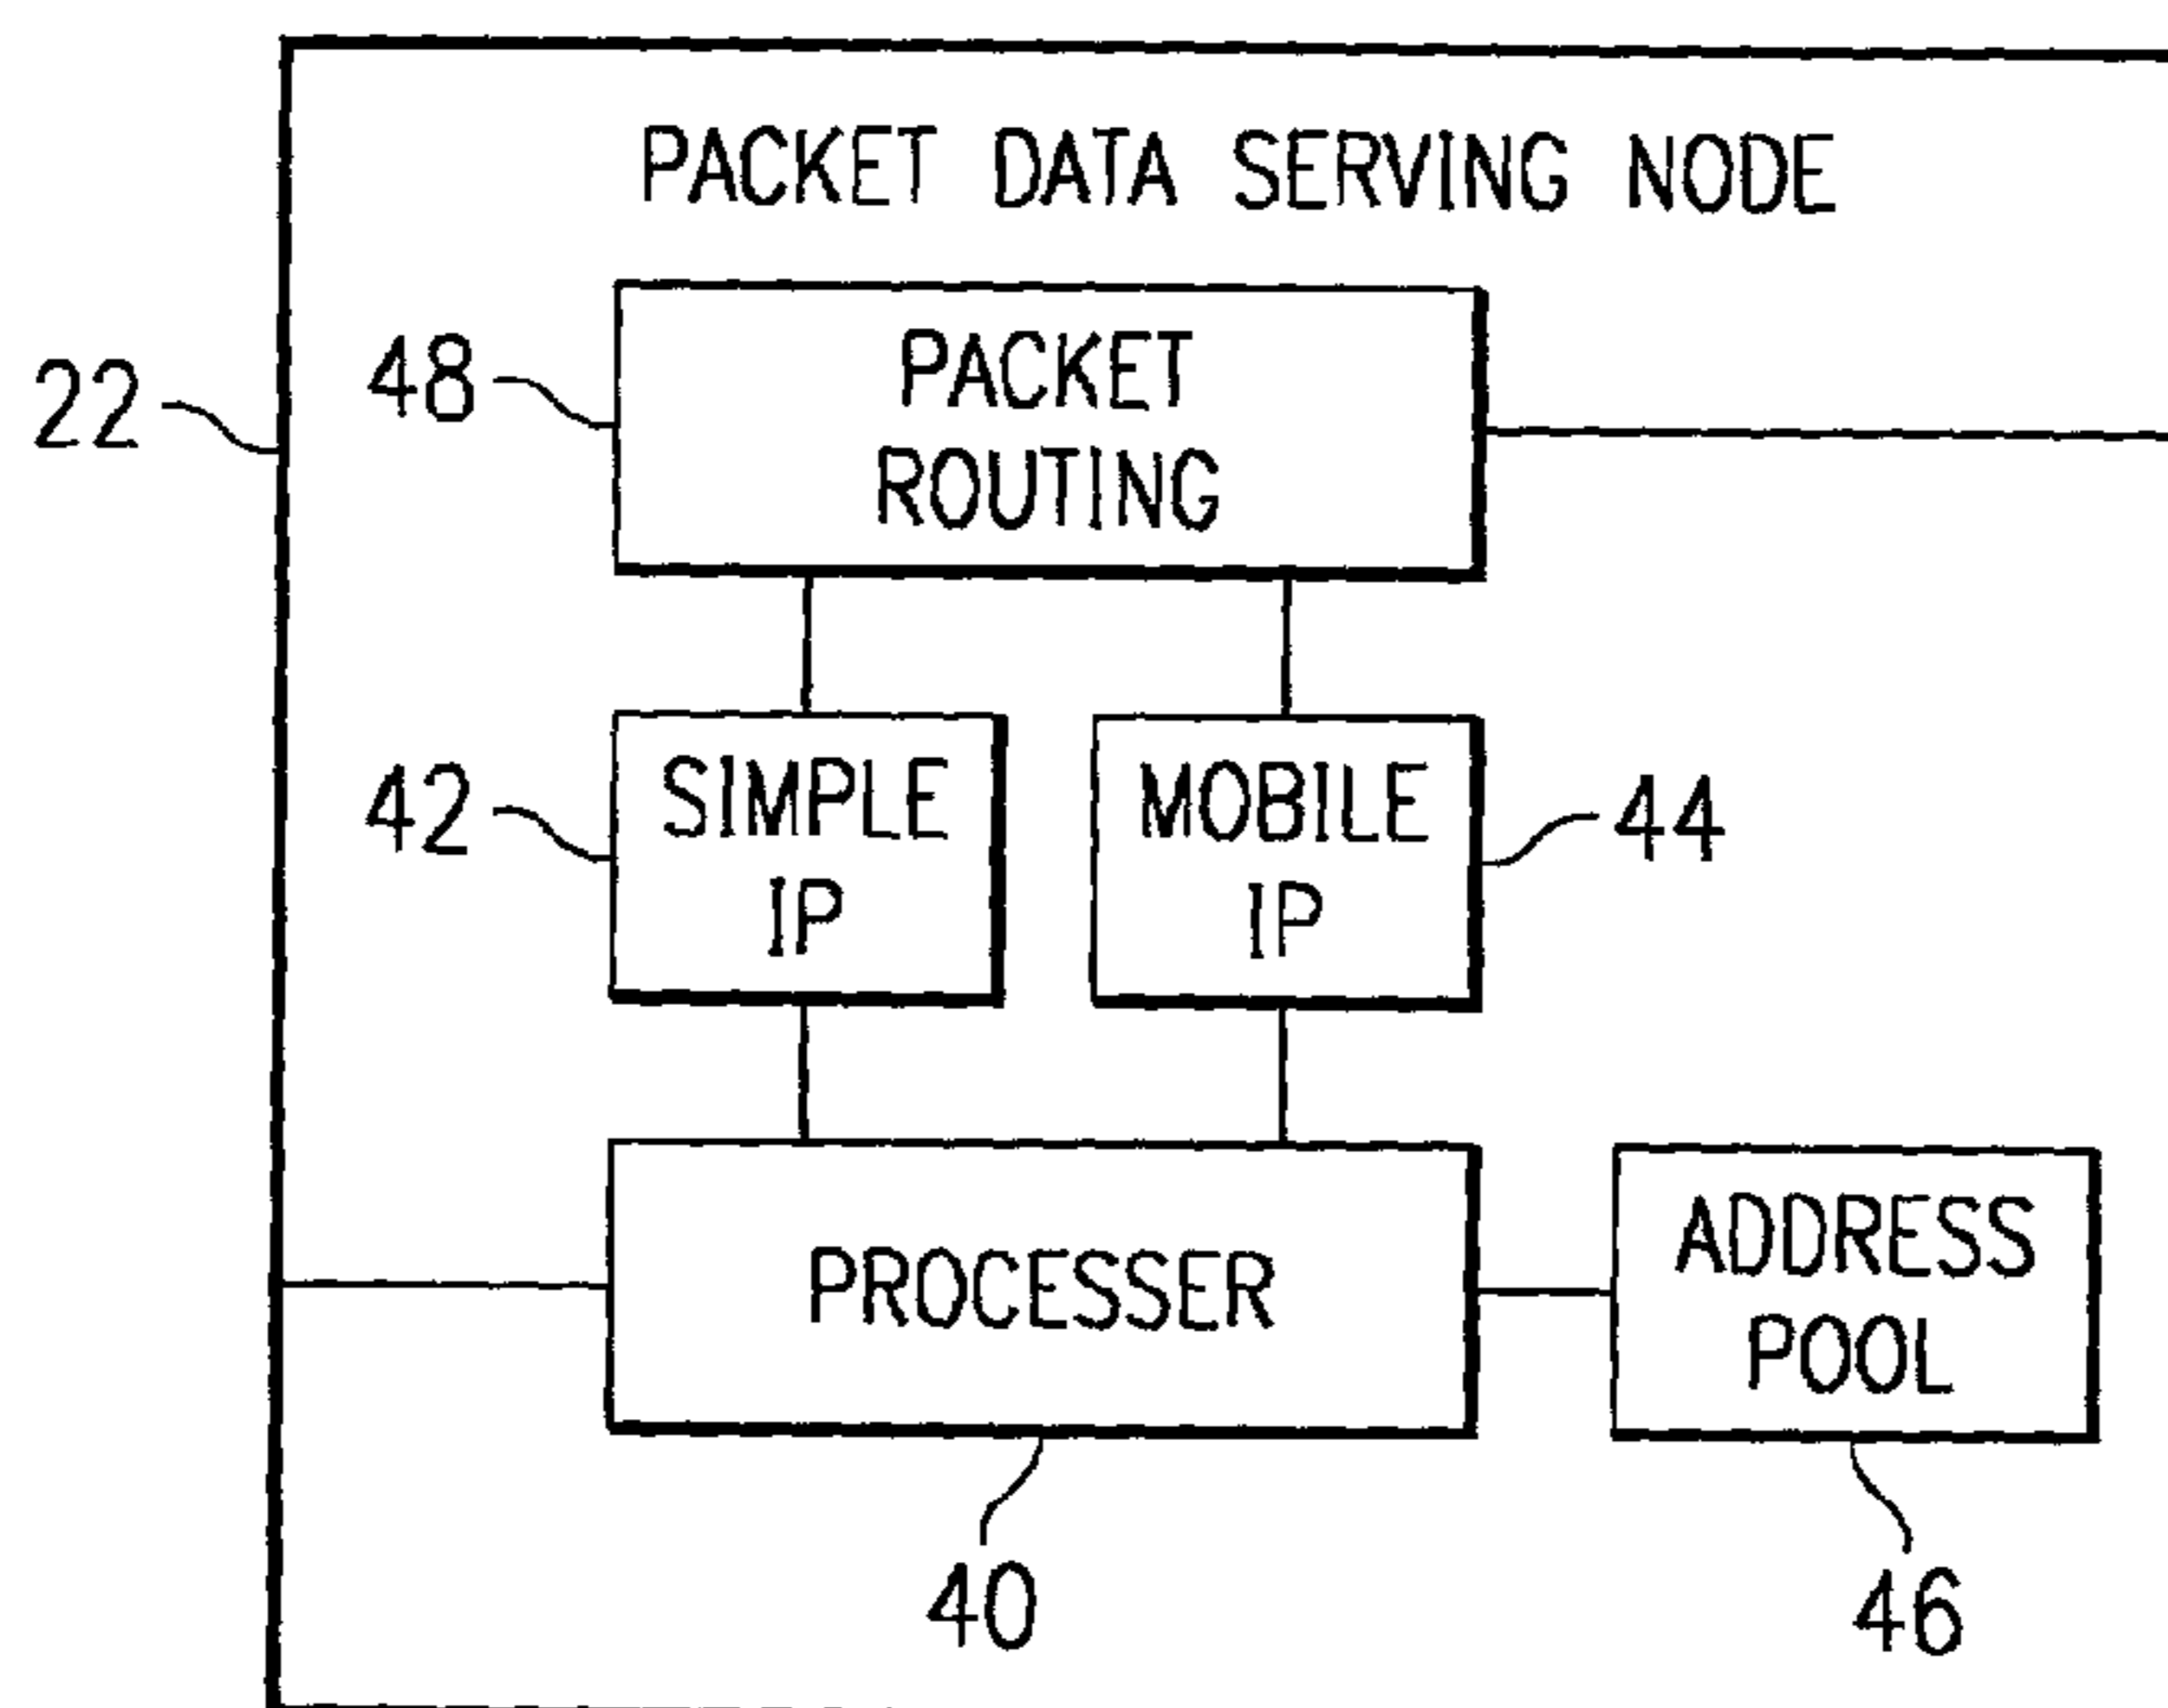 PACKET DATA SERVING NODE
PACKET
ROUTING
48
22
SIMPLE
IP
42
MOBILE
IP
44
PROCESSER
ADDRESS
POOL
40
46